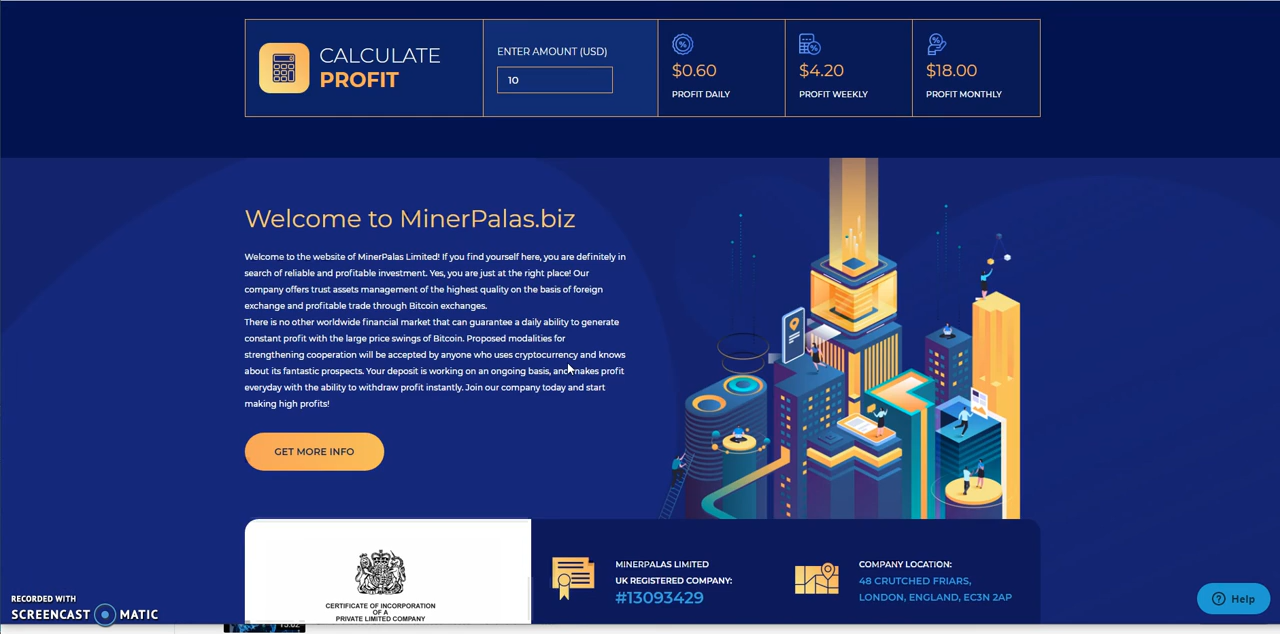 CALCULATE
PROFIT
ENTER AMOUNT (USD)
10
$0.60
PROFIT DAILY
$4.20
PROFIT WEEKLY
$18.00
PROFIT MONTHLY
Welcome to MinerPalas.biz
Welcome to the website of MinerPalas Limited! If you find yourself here, you are definitely in
search of reliable and profitable investment. Yes, you are just at the right place! Our
company offers trust assets management of the highest quality on the basis of foreign
exchange and profitable trade through Bitcoin exchanges.
There is no other worldwide financial market that can guarantee a daily ability to generate
constant profit with the large price swings of Bitcoin. Proposed modalities for
strengthening cooperation will be accepted by anyone who uses cryptocurrency and knows
about its fantastic prospects. Your deposit is working on an ongoing basis, and makes profit
everyday with the ability to withdraw profit instantly. Join our company today and start
making high profits!
GET MORE INFO
CERTIFICATE OF INCORPORATION
OF A
PRIVATE LIMITED COMPANY
MINERPALAS LIMITED
UK REGISTERED COMPANY:
#13093429
COMPANY LOCATION:
48 CRUTCHED FRIARS,
LONDON, ENGLAND, EC3N 2AP
Help
RECORDED WITH
SCREENCAST MATIC